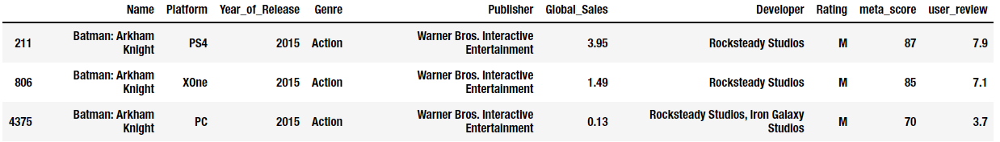 Name Platform Year_of_Release Genre Publisher Global_Sales Developer Rating meta_score user_review
211 Batman: Arkham Knight PS4 2015 Action Warner Bros. Interactive Entertainment 3.95 Rocksteady Studios M 87 7.9
806 Batman: Arkham Knight XOne 2015 Action Warner Bros. Interactive Entertainment 1.49 Rocksteady Studios M 85 7.1
4375 Batman: Arkham Knight PC 2015 Action Warner Bros. Interactive Entertainment 0.13 Rocksteady Studios, Iron Galaxy Studios M 70 3.7